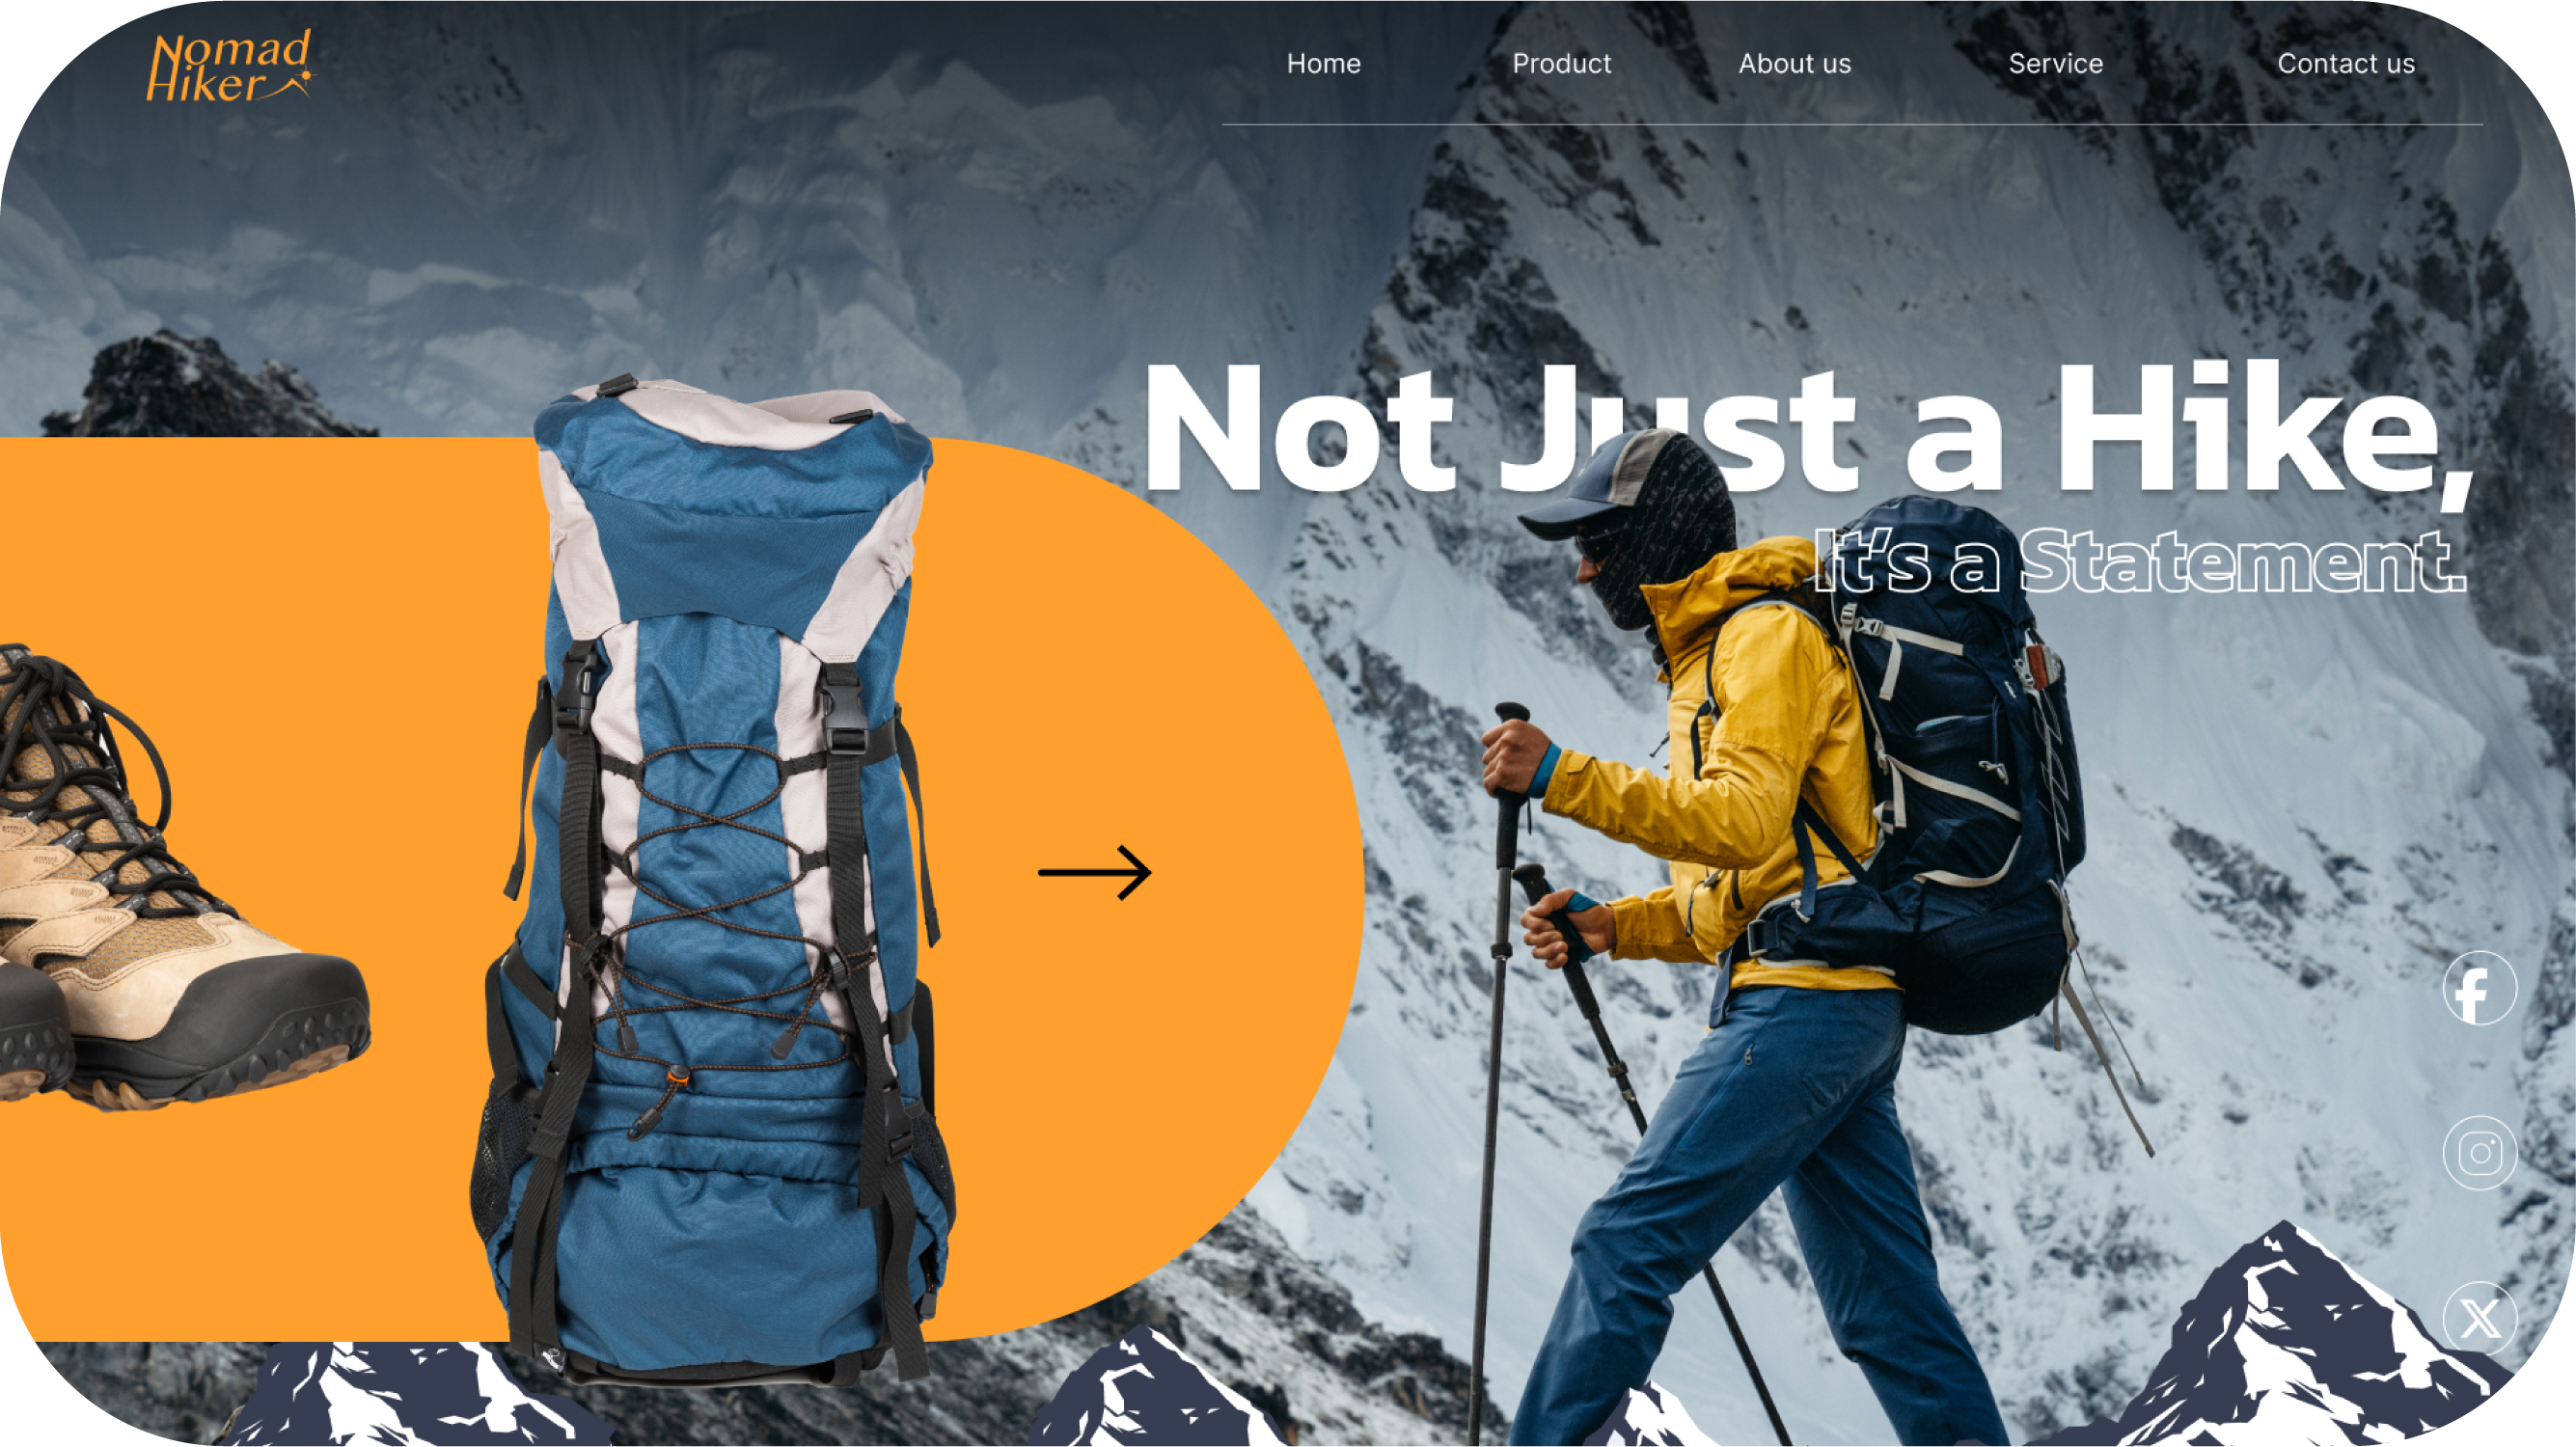 Nomad
Hiker
Home
Product
About us
Service
Contact us
Not Just a Hike,
It's a Statement.